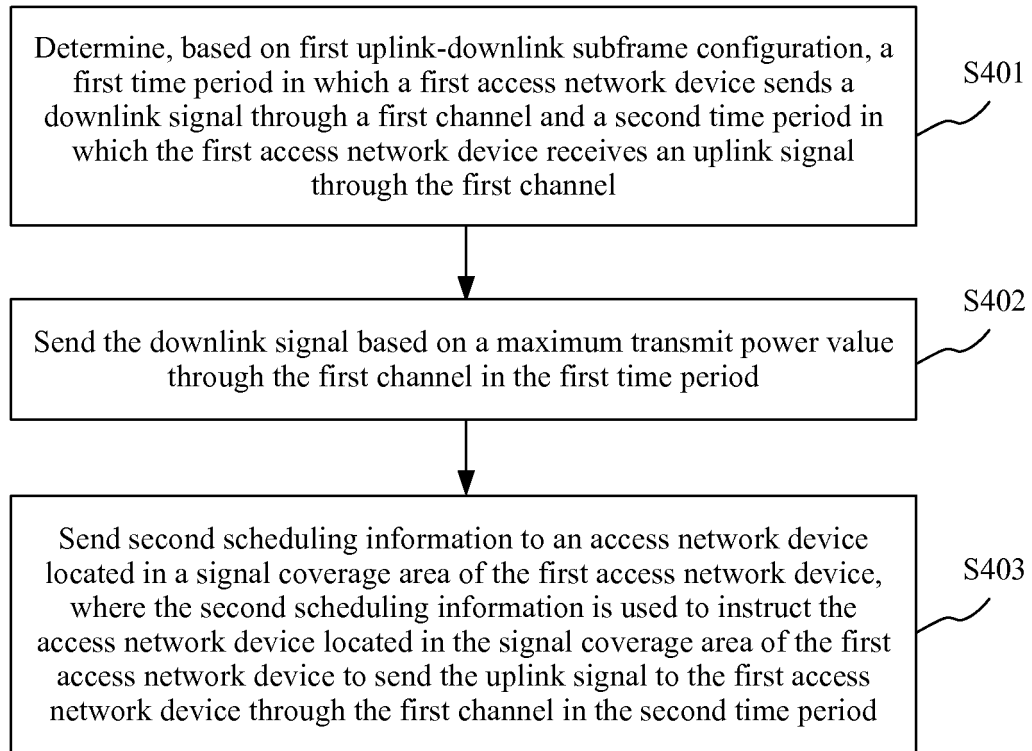 Determine, based on first uplink-downlink subframe configuration, a
first time period in which a first access network device sends a
downlink signal through a first channel and a second time period in
which the first access network device receives an uplink signal
through the first channel
S401
Send the downlink signal based on a maximum transmit power value
through the first channel in the first time period
S402
Send second scheduling information to an access network device
located in a signal coverage area of the first access network device,
where the second scheduling information is used to instruct the
access network device located in the signal coverage area of the first
access network device to send the uplink signal to the first access
network device through the first channel in the second time period
S403